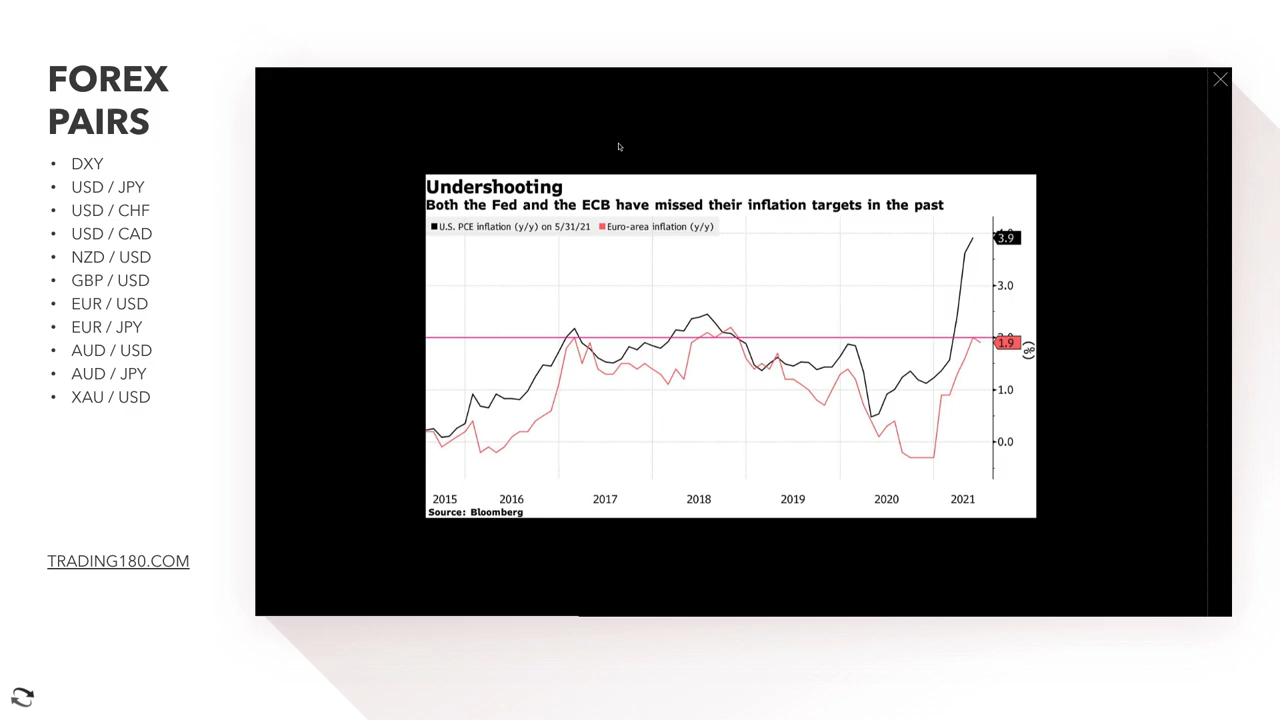 FOREX
PAIRS
• DXY
• USD / JPY
• USD / CHF
• USD / CAD
• NZD / USD
• GBP / USD
• EUR / USD
• EUR / JPY
• AUD / USD
• AUD / JPY
• XAU / USD
TRADING180.COM
Undershooting
Both the Fed and the ECB have missed their inflation targets in the past
U.S. PCE inflation (y/y) on 5/31/21 Euro-area inflation (y/y)
3.9
3.0
1.9
(%)
1.0
0.0
2015 2016 2017 2018 2019 2020 2021
Source: Bloomberg